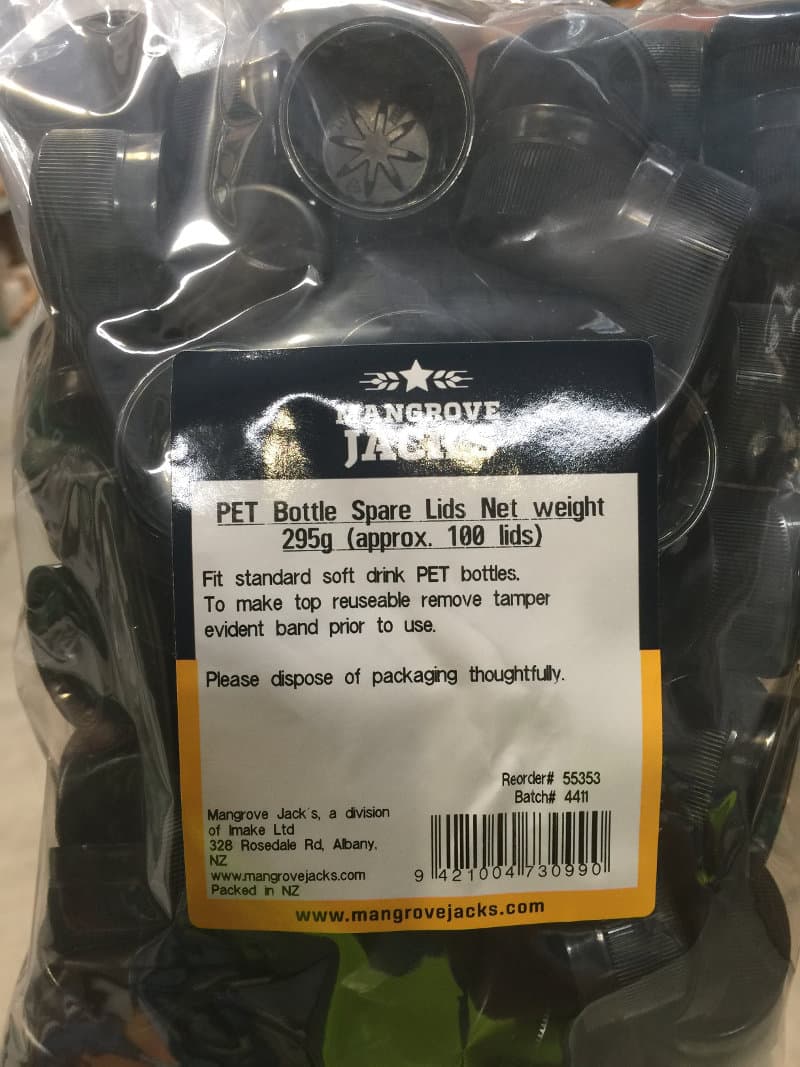 MANGROVE
JACKS
PET Bottle Spare Lids Net weight
295g (approx. 100 lids)
Fit standard soft drink PET bottles.
To make top reuseable remove tamper
evident band prior to use.
Please dispose of packaging thoughtfully.
Reorder# 55353
Batch# 4411
Mangrove Jack's, a division
of Imake Ltd
328 Rosedale Rd, Albany.
NZ
www.mangrovejacks.com
Packed in NZ
9 421004 730990
www.mangrovejacks.com